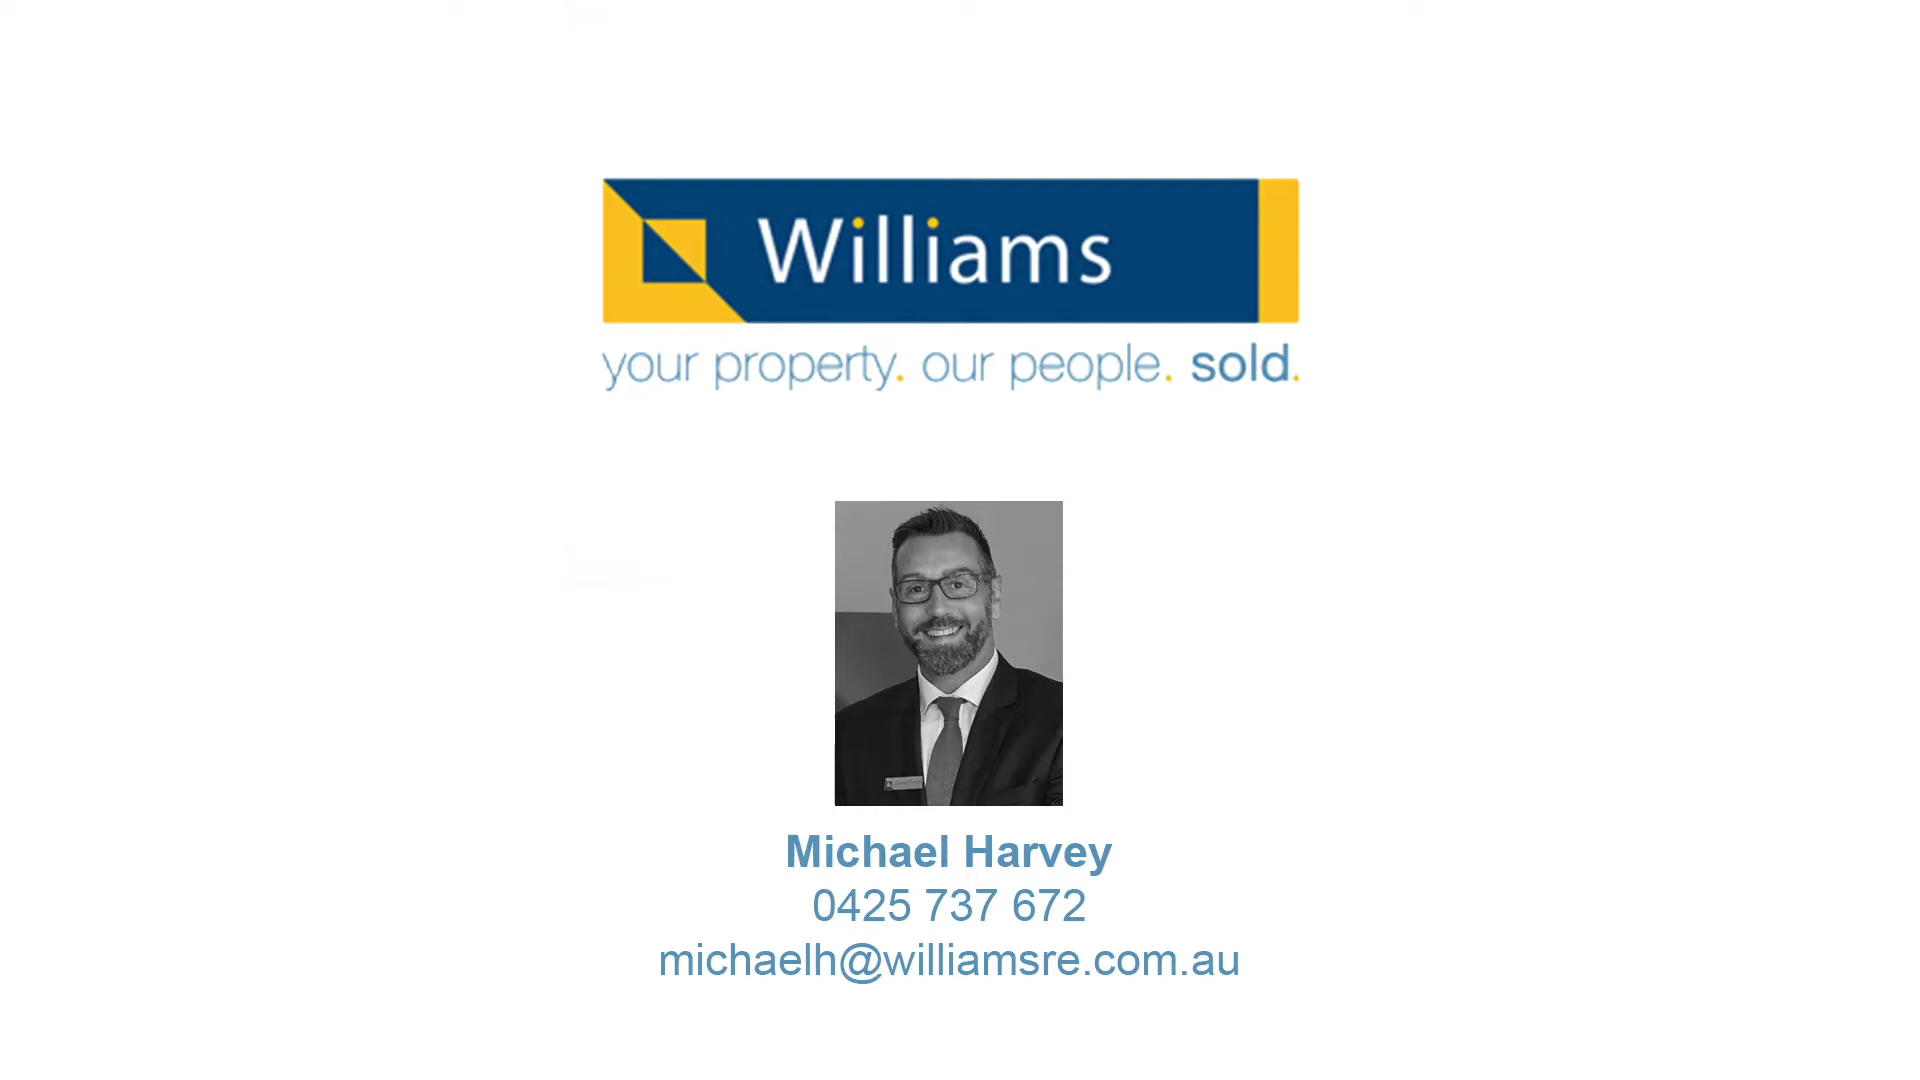 Williams
your property. our people. sold.
Michael Harvey
0425 737 672
michaelh@williamsre.com.au